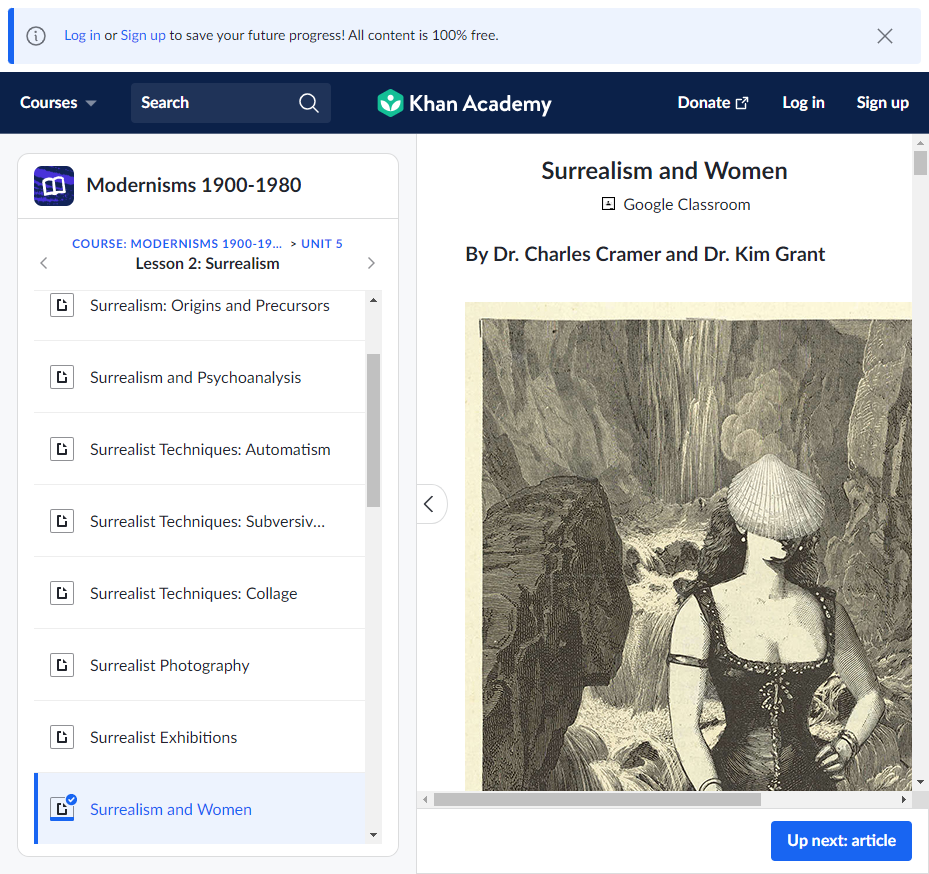 Log in or Sign up to save your future progress! All content is 100% free.
Courses
Search
Khan Academy
Donate
Log in
Sign up
Modernisms 1900-1980
COURSE: MODERNISMS 1900-19... > UNIT 5
Lesson 2: Surrealism
Surrealism: Origins and Precursors
Surrealism and Psychoanalysis
Surrealist Techniques: Automatism
Surrealist Techniques: Subversiv...
Surrealist Techniques: Collage
Surrealist Photography
Surrealist Exhibitions
Surrealism and Women
Surrealism and Women
Google Classroom
By Dr. Charles Cramer and Dr. Kim Grant
Up next: article